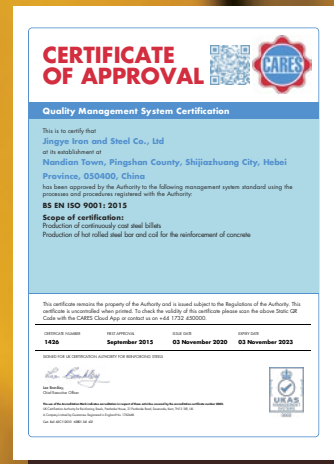 CERTIFICATE
OF APPROVAL
CARES
Quality Management System Certification
This is to certify that
Jingye Iron and Steel Co., Ltd
at its establishment at
Nandian Town, Pingshan County, Shijiazhuang City, Hebei
Province, 050400, China
has been approved by the Authority to the following management system standard using the
processes and procedures registered with the Authority:
BS EN ISO 9001: 2015
Scope of certification:
Production of continuously cast steel billets
Production of hot rolled steel bar and coil for the reinforcement of concrete
This certificate remains the property of the Authority and is issued subject to the Regulations of the Authority. This
certificate is uncontrolled when printed. To check the validity of this certificate please scan the above Static QR
Code with the CARES Cloud App or contact us on +44 1732 450000.
CERTIFICATE NUMBER FIRST APPROVAL ISSUE DATE EXPIRY DATE
1426 September 2015 03 November 2020 03 November 2023
SIGNED FOR UK CERTIFICATION AUTHORITY FOR REINFORCING STEELS
Lee Brankley
Lee Brankley,
Chief Executive Officer
UKAS
MANAGEMENT
SYSTEMS